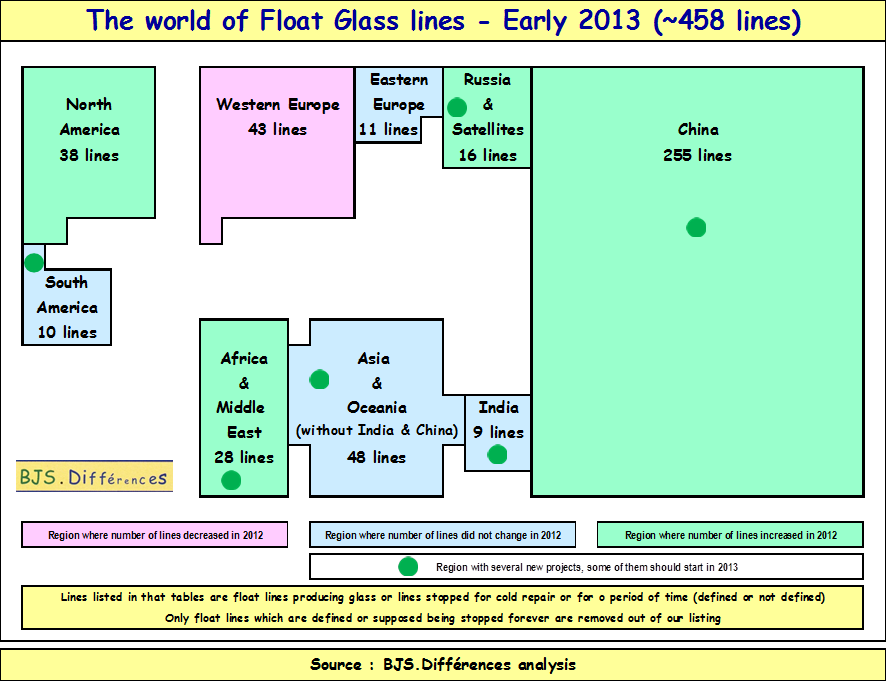 The world of Float Glass lines - Early 2013 (~458 lines)
North
America
38 lines
Western Europe
43 lines
Eastern
Europe
11 lines
Russia
&
Satellites
16 lines
China
255 lines
South
America
10 lines
Africa
&
Middle
East
28 lines
Asia
&
Oceania
(without India & China)
48 lines
India
9 lines
BJS.Différences
Region where number of lines decreased in 2012
Region where number of lines did not change in 2012
Region where number of lines increased in 2012
Region with several new projects, some of them should start in 2013
Lines listed in that tables are float lines producing glass or lines stopped for cold repair or for o period of time (defined or not defined)
Only float lines which are defined or supposed being stopped forever are removed out of our listing
Source : BJS.Différences analysis